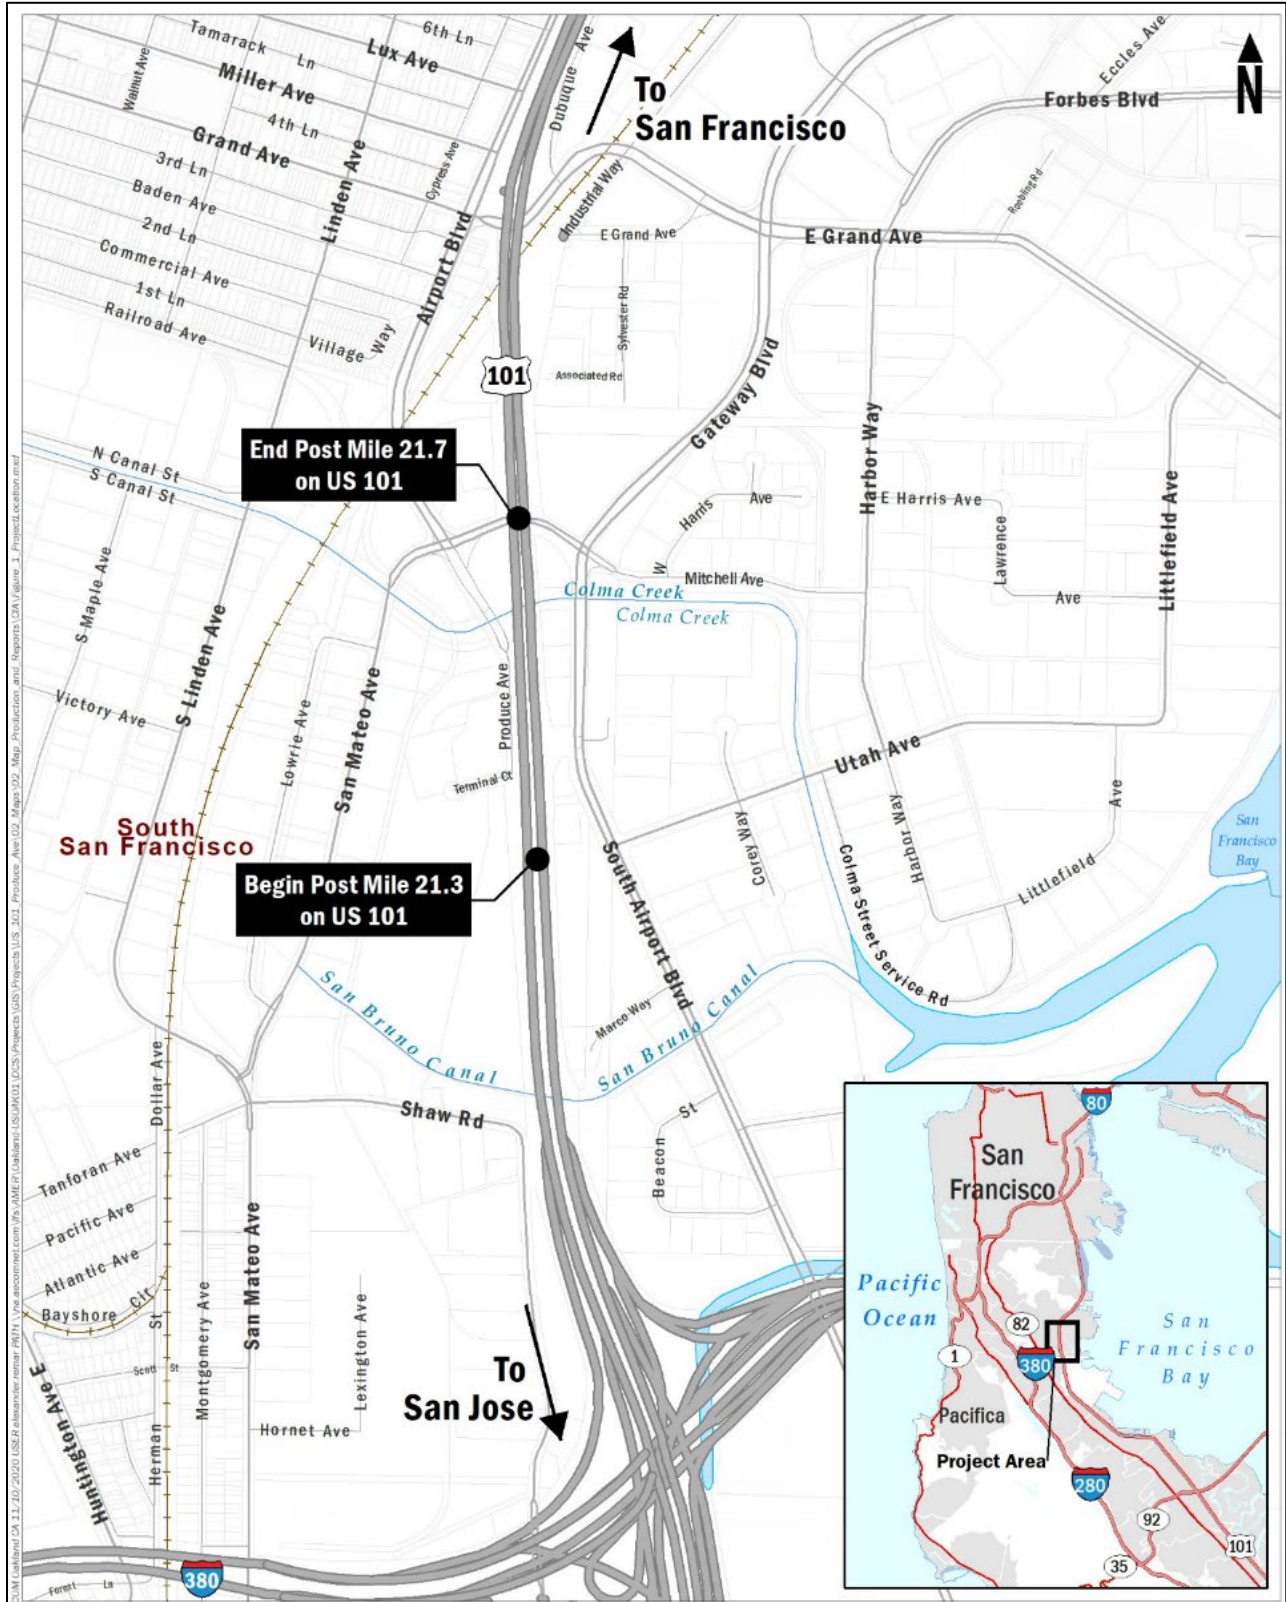 6th Ln
Tamarack Ln
Lux Ave
Dubuque Ave
Eccles Ave
N
Walnut Ave
Miller Ave
To
San Francisco
Forbes Blvd
4th Ln
Grand Ave
3rd Ln
Linden Ave
Cypress Ave
Industrial Way
Roebling Rd
Baden Ave
2nd Ln
Airport Blvd
E Grand Ave
E Grand Ave
Commercial Ave
1st Ln
Railroad Ave
Village Way
Sylvester Rd
101
Associated Rd
Gateway Blvd
Harbor Way
Littlefield Ave
N Canal St
S Canal St
End Post Mile 21.7
on US 101
W Harris Ave
E Harris Ave
Lawrence Ave
Mitchell Ave
Colma Creek
Colma Creek
S Maple Ave
S Linden Ave
Victory Ave
Lowrie Ave
San Mateo Ave
Produce Ave
Terminal Ct
Utah Ave
Corey Way
Harbor Way
Littlefield Ave
San
Francisco
Bay
South
San Francisco
Begin Post Mile 21.3
on US 101
South Airport Blvd
Colma Street Service Rd
San Bruno Canal
Marco Way
San Bruno Canal
Dollar Ave
Shaw Rd
Beacon St
Tanforan Ave
Pacific Ave
Atlantic Ave
Bayshore Cir
San Mateo Ave
Montgomery Ave
Lexington Ave
Scott St
Herman St
Huntington Ave E
Hornet Ave
To
San Jose
Forest Ln
380
80
San
Francisco
Pacific
Ocean
82
San
Francisco
Bay
1
380
Pacifica
Project Area
280
92
101
35